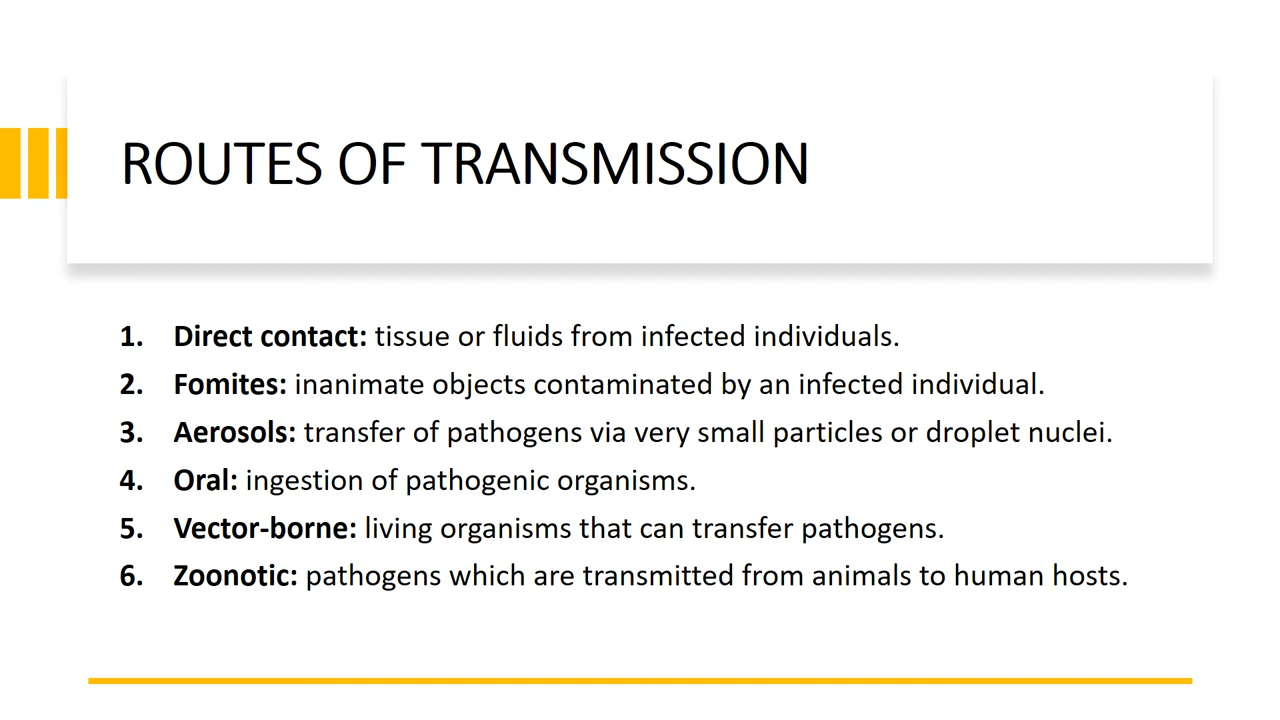 ROUTES OF TRANSMISSION
1. Direct contact: tissue or fluids from infected individuals.
2. Fomites: inanimate objects contaminated by an infected individual.
3. Aerosols: transfer of pathogens via very small particles or droplet nuclei.
4. Oral: ingestion of pathogenic organisms.
5. Vector-borne: living organisms that can transfer pathogens.
6. Zoonotic: pathogens which are transmitted from animals to human hosts.